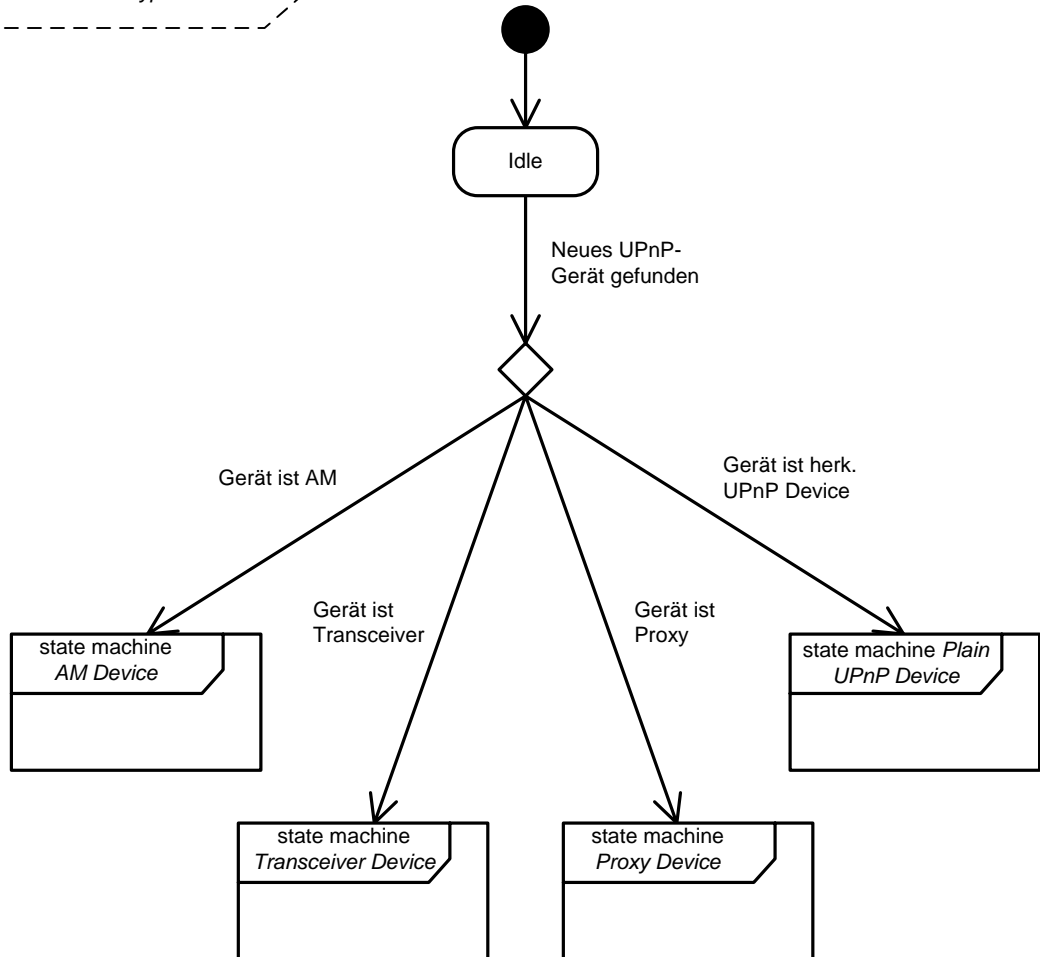 Idle
Neues UPnP-
Gerät gefunden
Gerät ist AM
Gerät ist herk.
UPnP Device
Gerät ist
Transceiver
Gerät ist
Proxy
state machine
AM Device
state machine Plain
UPnP Device
state machine
Transceiver Device
state machine
Proxy Device